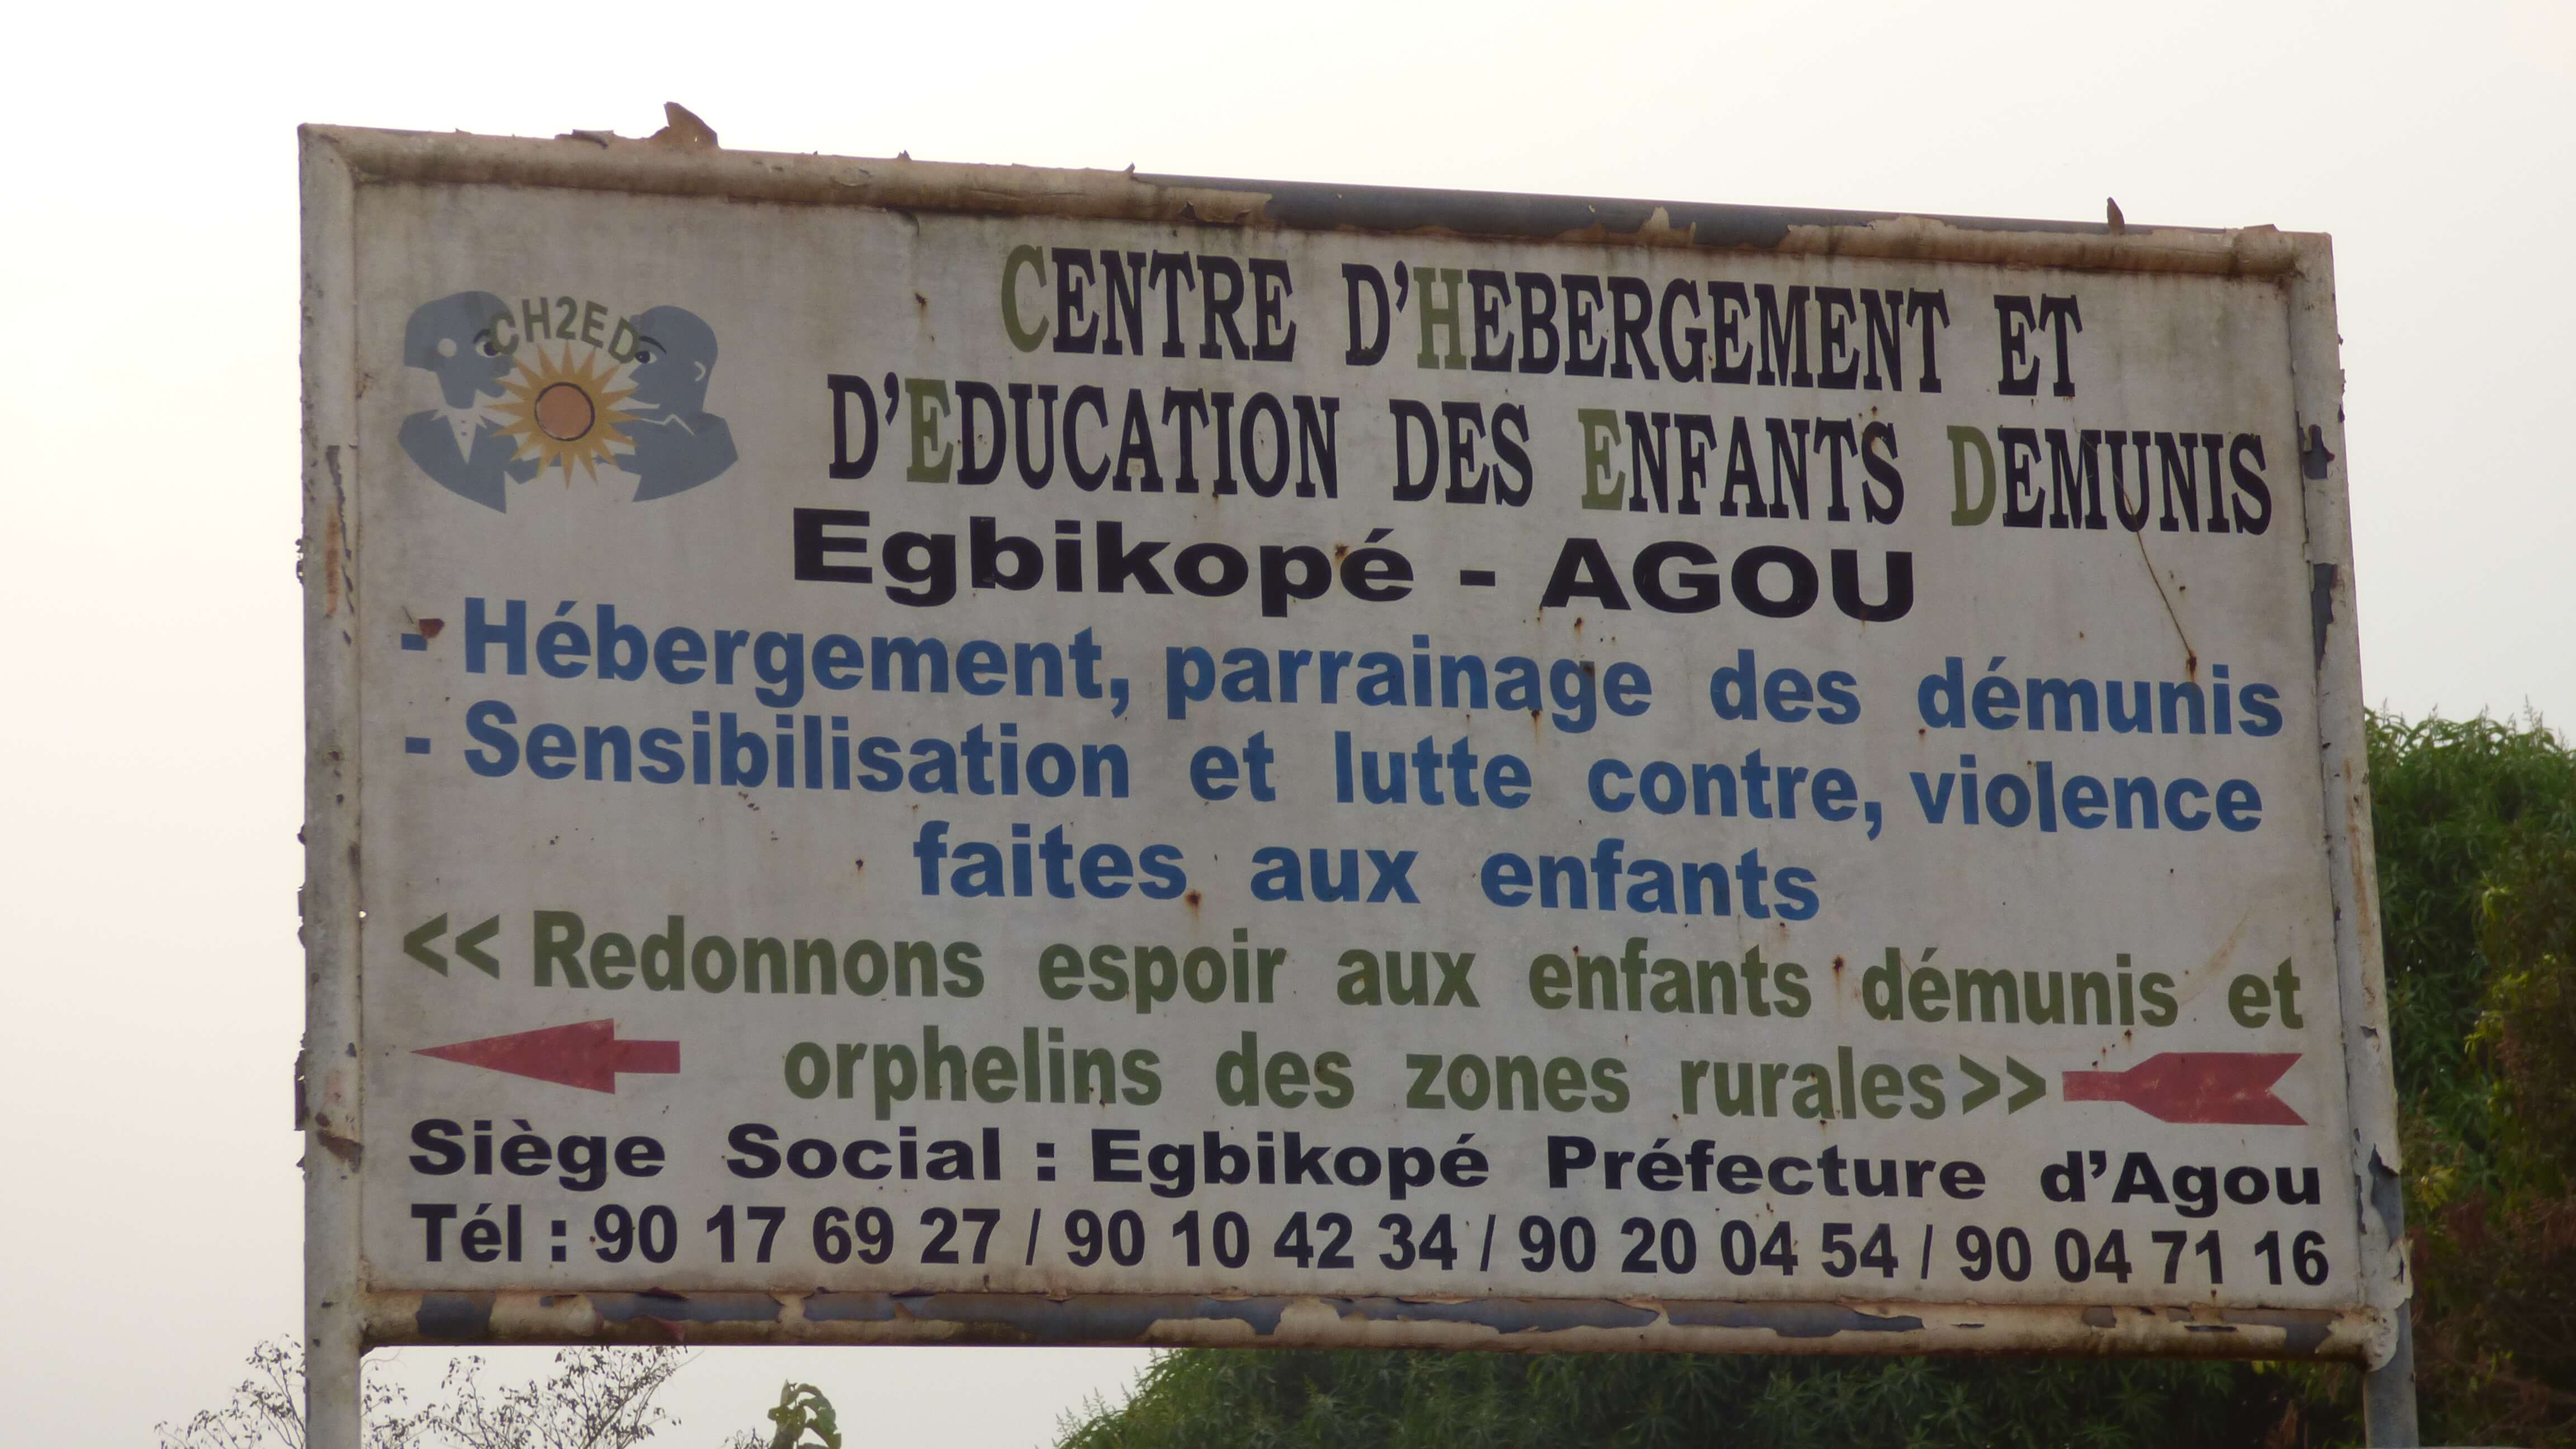 CH2ED
CENTRE D'HEBERGEMENT ET
D'EDUCATION DES ENFANTS DEMUNIS
Egbikopé - AGOU
- Hébergement, parrainage des démunis
- Sensibilisation et lutte contre, violence
faites aux enfants
<< Redonnons espoir aux enfants démunis et
orphelins des zones rurales>>
Siège Social : Egbikopé Préfecture d'Agou
Tél : 90 17 69 27 / 90 10 42 34 / 90 20 04 54 / 90 04 71 16